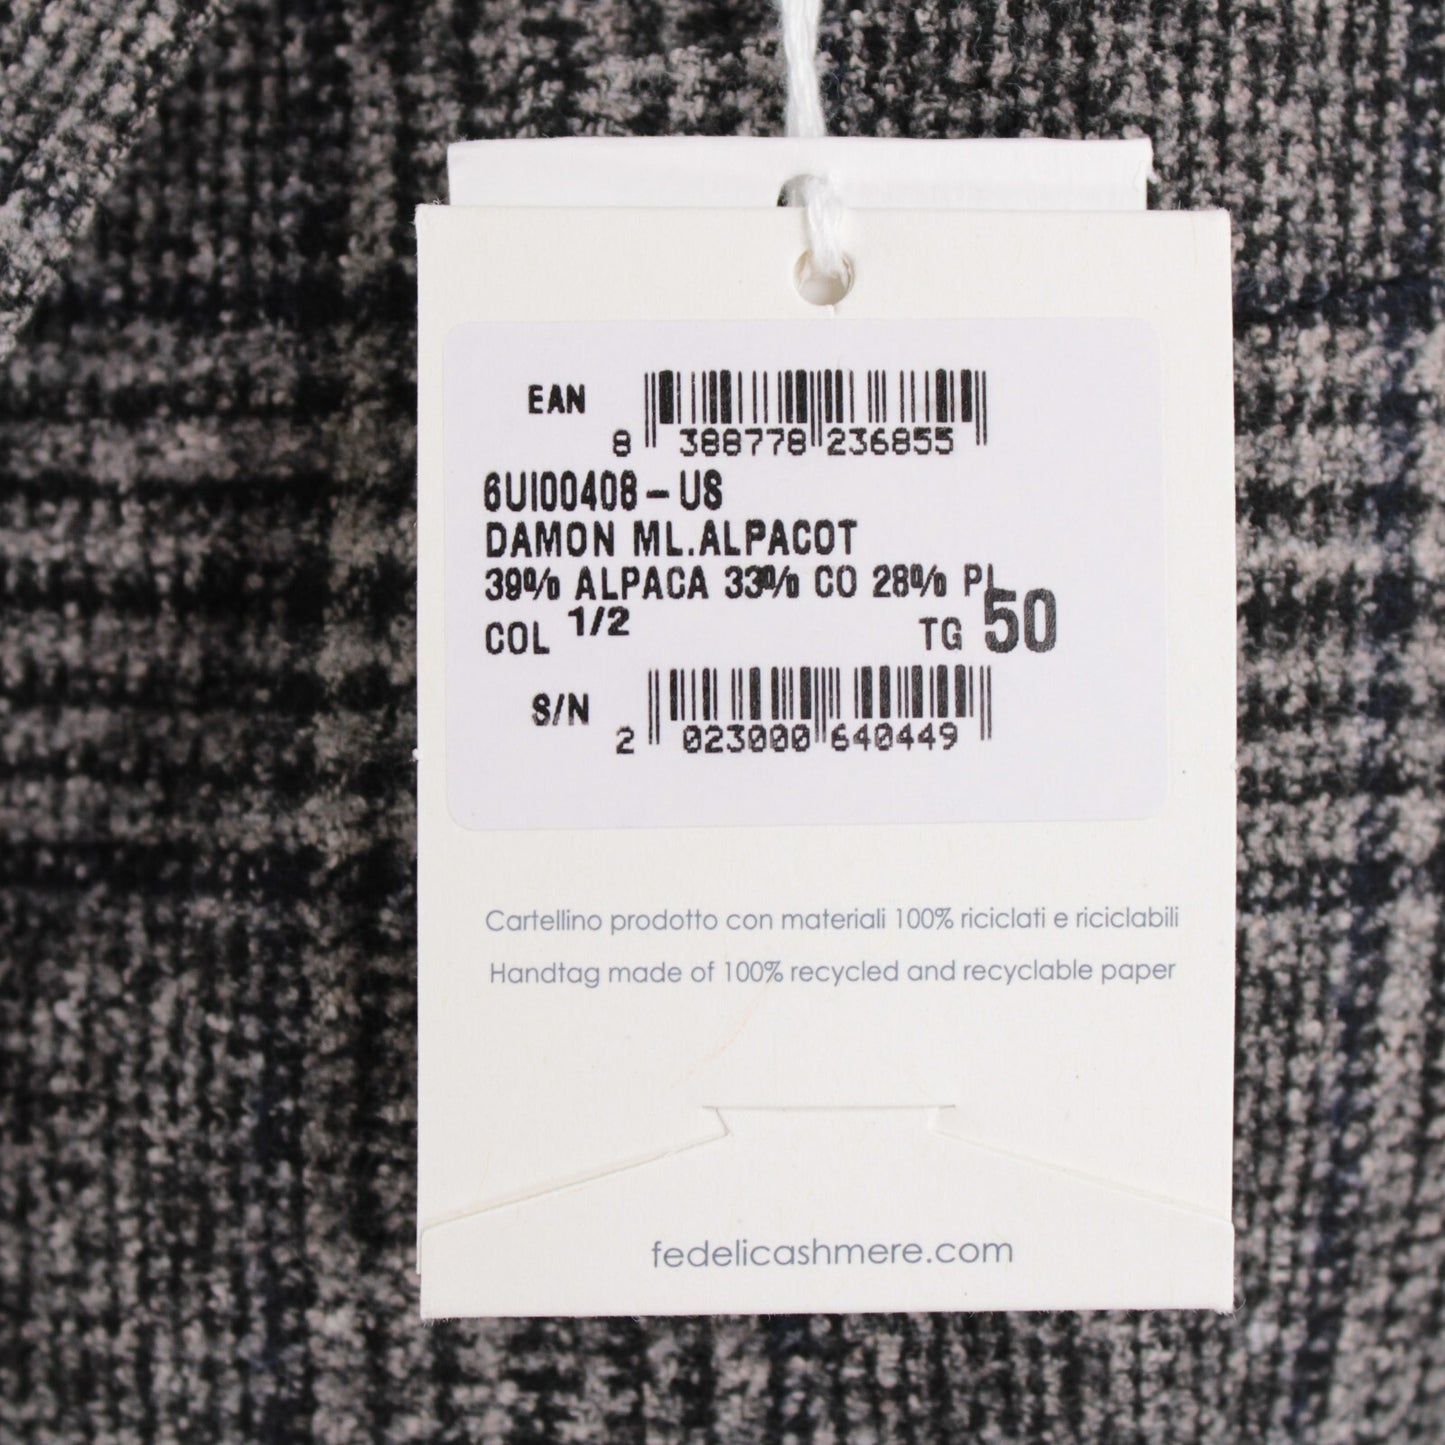 EAN
8 388778 236855
6UI00408-US
DAMON ML.ALPACOT
39% ALPACA 33% CO 28% PL
COL 1/2 TG 50
S/N
2 023000 640449
Cartellino prodotto con materiali 100% riciclati e riciclabili
Handtag made of 100% recycled and recyclable paper
fedelicashmere.com